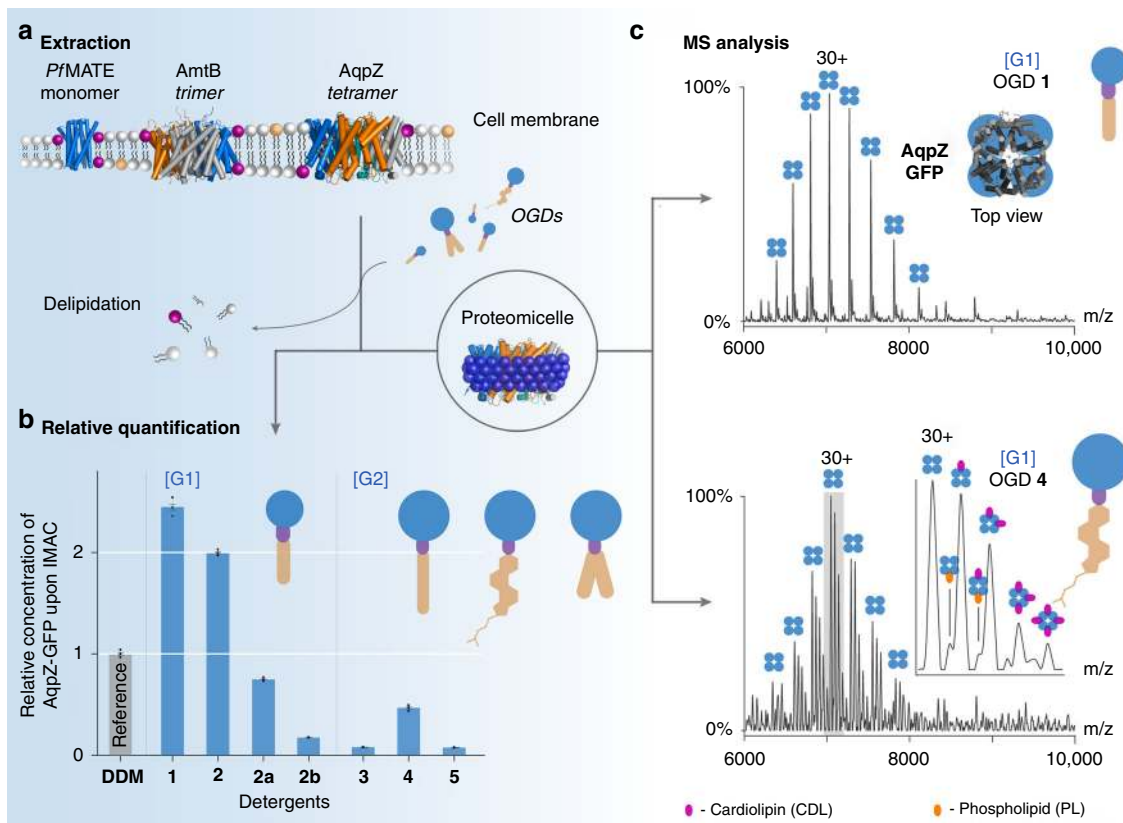 a Extraction
PfMATE
monomer
AmtB
trimer
AqpZ
tetramer
Cell membrane
OGDs
Delipidation
Proteomicelle
b Relative quantification
[G1]
[G2]
Relative concentration of
AqpZ-GFP upon IMAC
2
1
0
Reference
DDM 1 2 2a 2b 3 4 5
Detergents
c MS analysis
30+
[G1]
OGD 1
100%
AqpZ
GFP
Top view
0%
m/z
6000 8000 10,000
30+
30+
[G1]
OGD 4
100%
m/z
0%
m/z
6000 8000 10,000
- Cardiolipin (CDL)
- Phospholipid (PL)